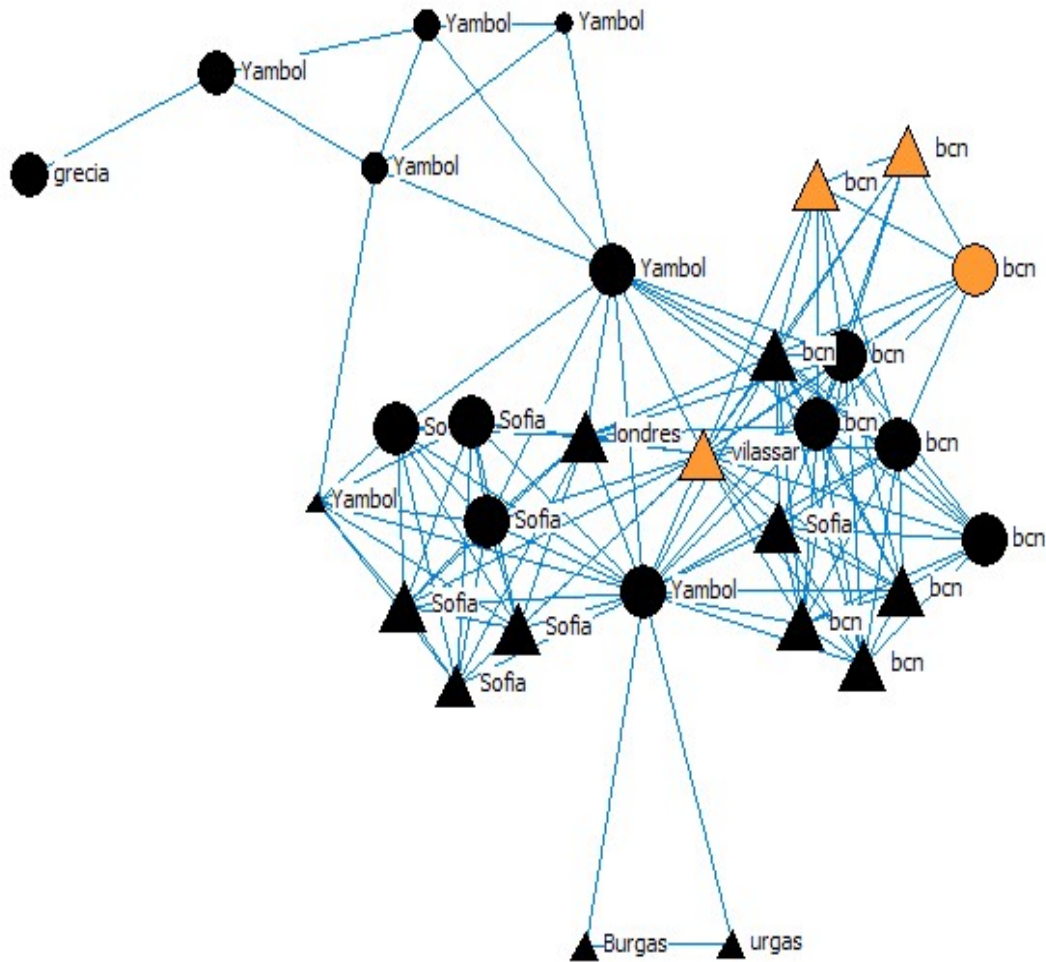 Yambol
Yambol
Yambol
Yambol
grecia
bcn
bcn
bcn
Yambol
bcn
bcn
Sofia
So
londres
bcn
bcn
vilassar
Yambol
Sofia
Sofia
bcn
Yambol
bcn
Sofia
Sofia
bcn
bcn
Sofia
Burgas
urgas